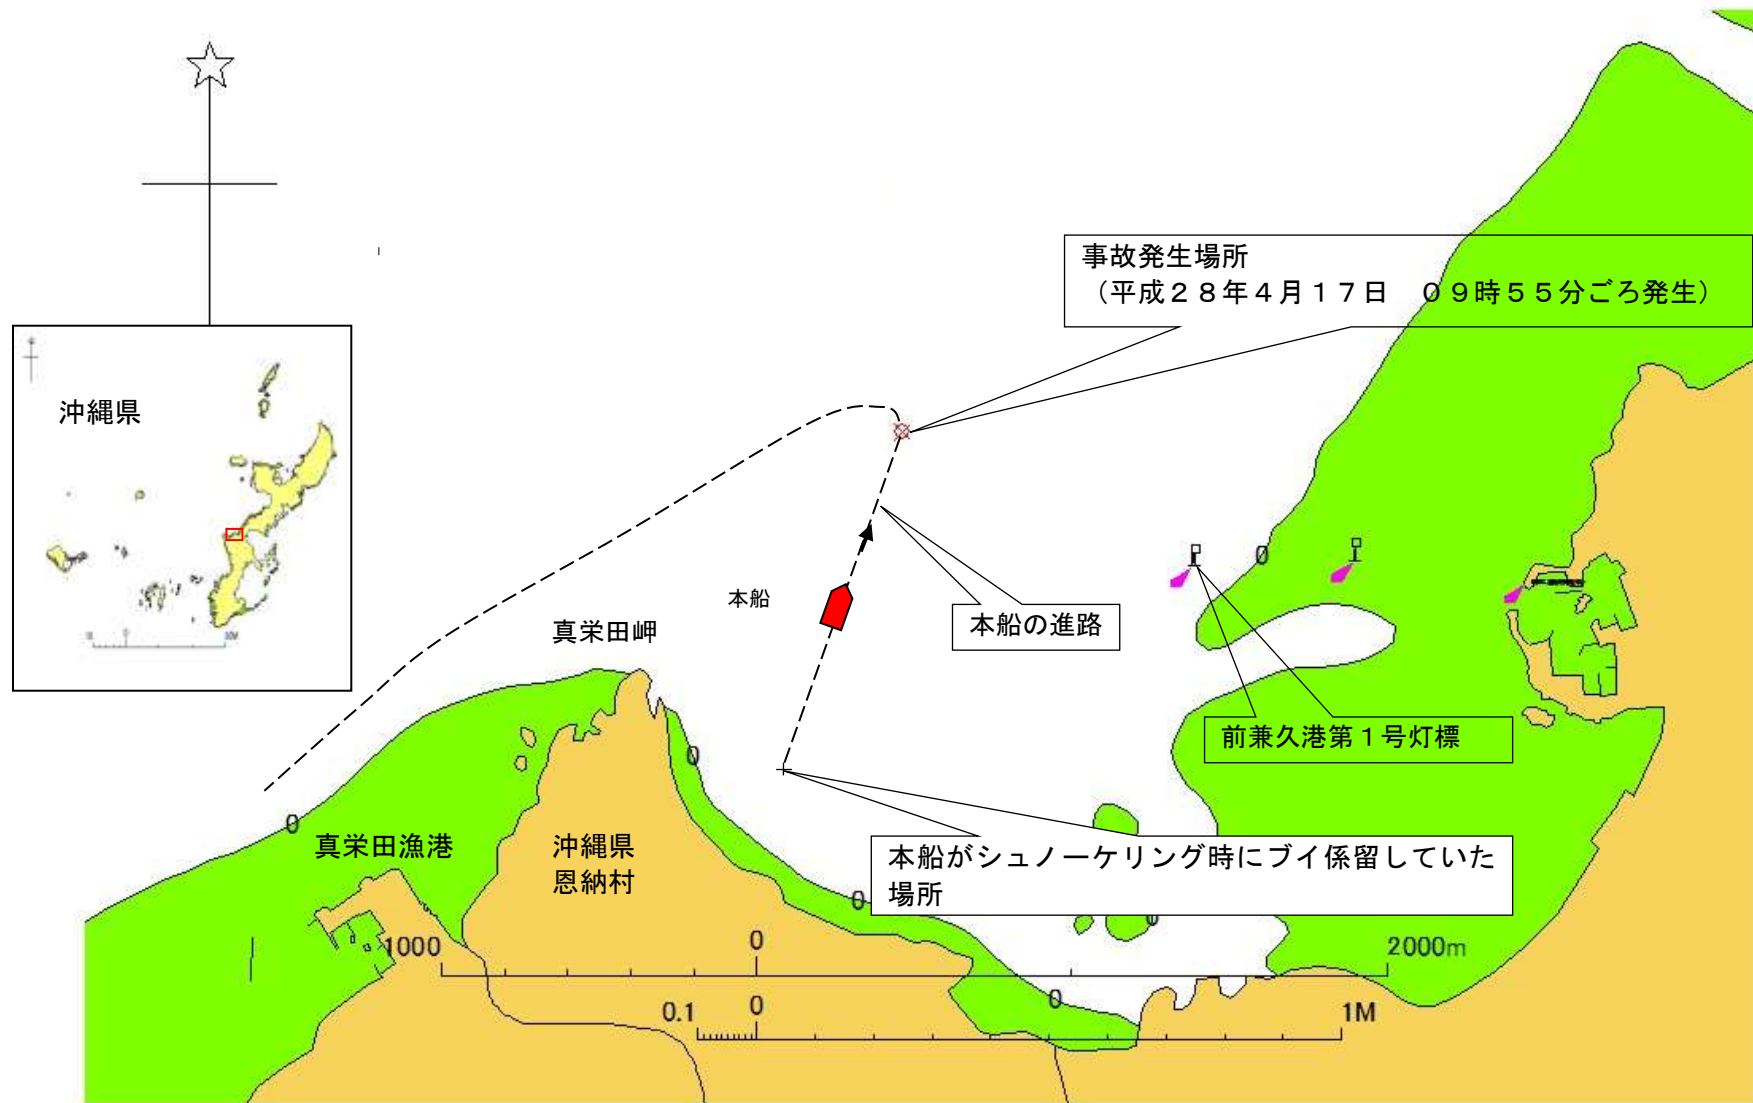 事故発生場所
（平成２８年４月１７日　０９時５５分ごろ発生）
沖縄県
本船
真栄田岬
本船の進路
0
前兼久港第１号灯標
0
0
真栄田漁港
沖縄県
恩納村
本船がシュノーケリング時にブイ係留していた
場所
0
0
1000
0
2000m
0.1
0
0
1M